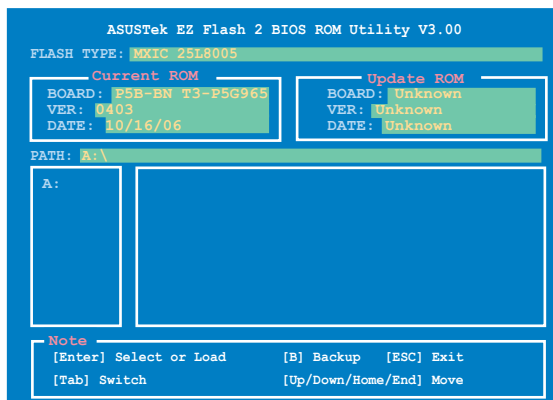 ASUSTek EZ Flash 2 BIOS ROM Utility V3.00
FLASH TYPE: MXIC 25L8005
Current ROM
BOARD: P5B-BN T3-P5G965
VER: 0403
DATE: 10/16/06
Update ROM
BOARD: Unknown
VER: Unknown
DATE: Unknown
PATH: A:\
A:
Note
[Enter] Select or Load [B] Backup [ESC] Exit
[Tab] Switch [Up/Down/Home/End] Move